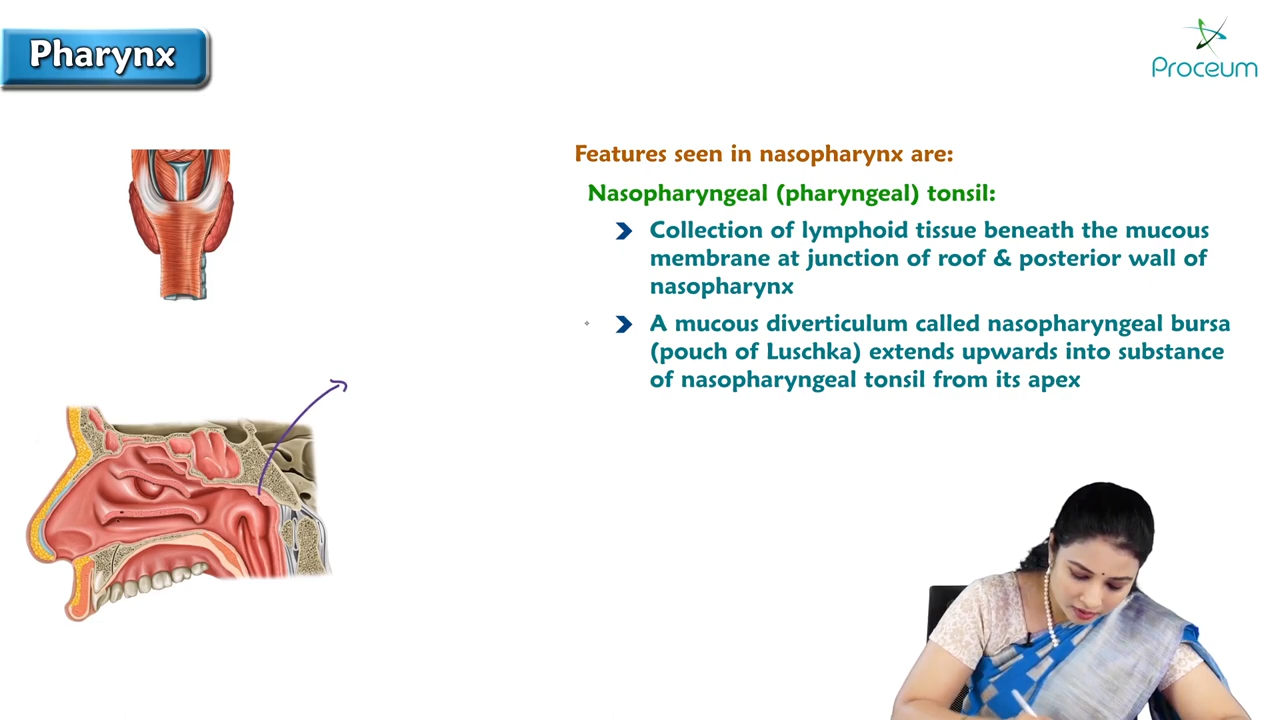 Pharynx
Proceum
Features seen in nasopharynx are:
Nasopharyngeal (pharyngeal) tonsil:
Collection of lymphoid tissue beneath the mucous
membrane at junction of roof & posterior wall of
nasopharynx
A mucous diverticulum called nasopharyngeal bursa
(pouch of Luschka) extends upwards into substance
of nasopharyngeal tonsil from its apex